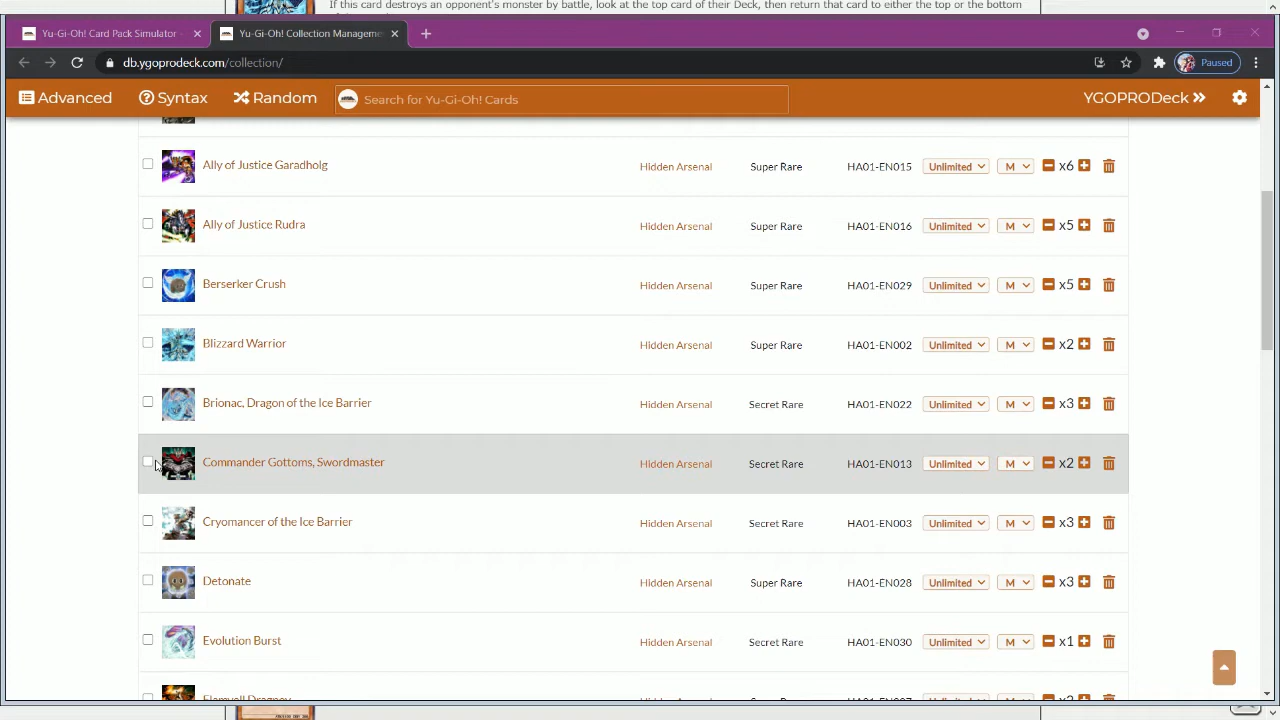 If this card destroys an opponent's monster by battle, look at the top card of their Deck, then return that card to either the top or the bottom
Yu-Gi-Oh! Card Pack Simulator
Yu-Gi-Oh! Collection Manageme
Paused
db.ygoprodeck.com/collection/
Advanced
Syntax
Random
Search for Yu-Gi-Oh! Cards
YGOPRODeck
Ally of Justice Garadholg Hidden Arsenal Super Rare HA01-EN015 Unlimited M x6
Ally of Justice Rudra Hidden Arsenal Super Rare HA01-EN016 Unlimited M x5
Berserker Crush Hidden Arsenal Super Rare HA01-EN029 Unlimited M x5
Blizzard Warrior Hidden Arsenal Super Rare HA01-EN002 Unlimited M x2
Brionac, Dragon of the Ice Barrier Hidden Arsenal Secret Rare HA01-EN022 Unlimited M x3
Commander Gottoms, Swordmaster Hidden Arsenal Secret Rare HA01-EN013 Unlimited M x2
Cryomancer of the Ice Barrier Hidden Arsenal Secret Rare HA01-EN003 Unlimited M x3
Detonate Hidden Arsenal Super Rare HA01-EN028 Unlimited M x3
Evolution Burst Hidden Arsenal Secret Rare HA01-EN030 Unlimited M x1